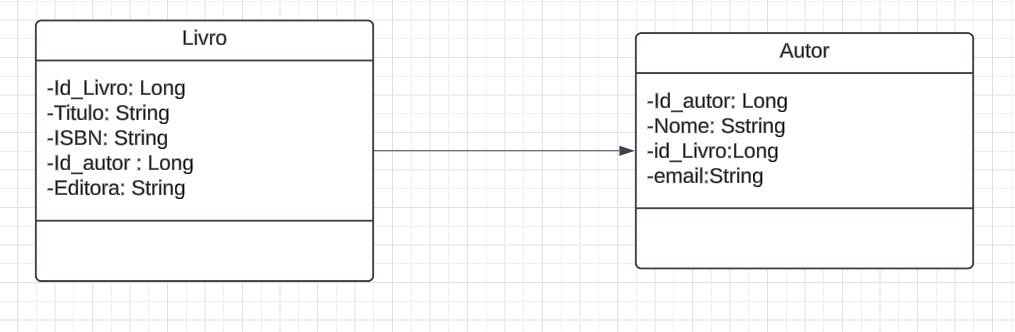 Livro
-Id_Livro: Long
-Titulo: String
-ISBN: String
-Id_autor : Long
-Editora: String
Autor
-Id_autor: Long
-Nome: Sstring
-id_Livro:Long
-email:String